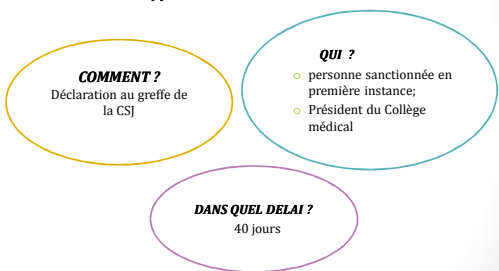 COMMENT ?
Déclaration au greffe de
la CSJ
QUI ?
personne sanctionnée en
première instance;
Président du Collège
médical
DANS QUEL DELAI ?
40 jours